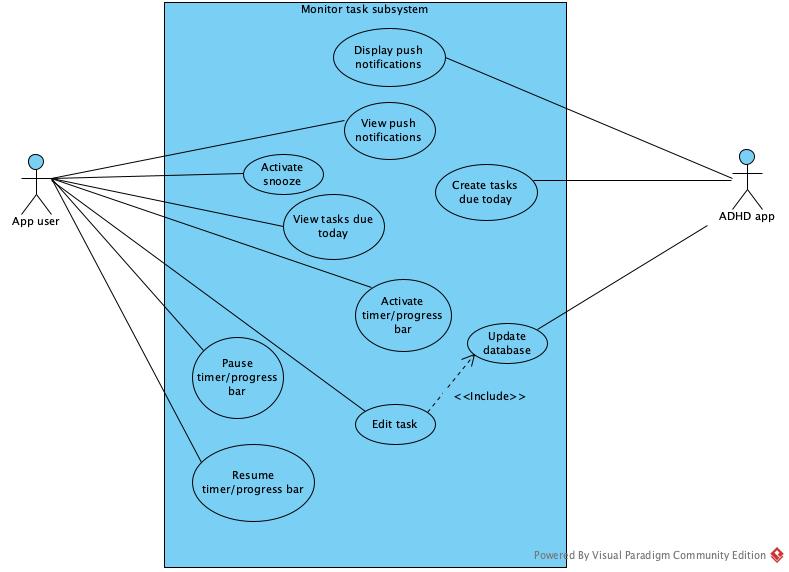 Monitor task subsystem
Display push
notifications
View push
notifications
Activate
snooze
Create tasks
due today
App user
ADHD app
View tasks due
today
Activate
timer/progress
bar
Update
database
Pause
timer/progress
bar
<<Include>>
Edit task
Resume
timer/progress bar
Powered By Visual Paradigm Community Edition